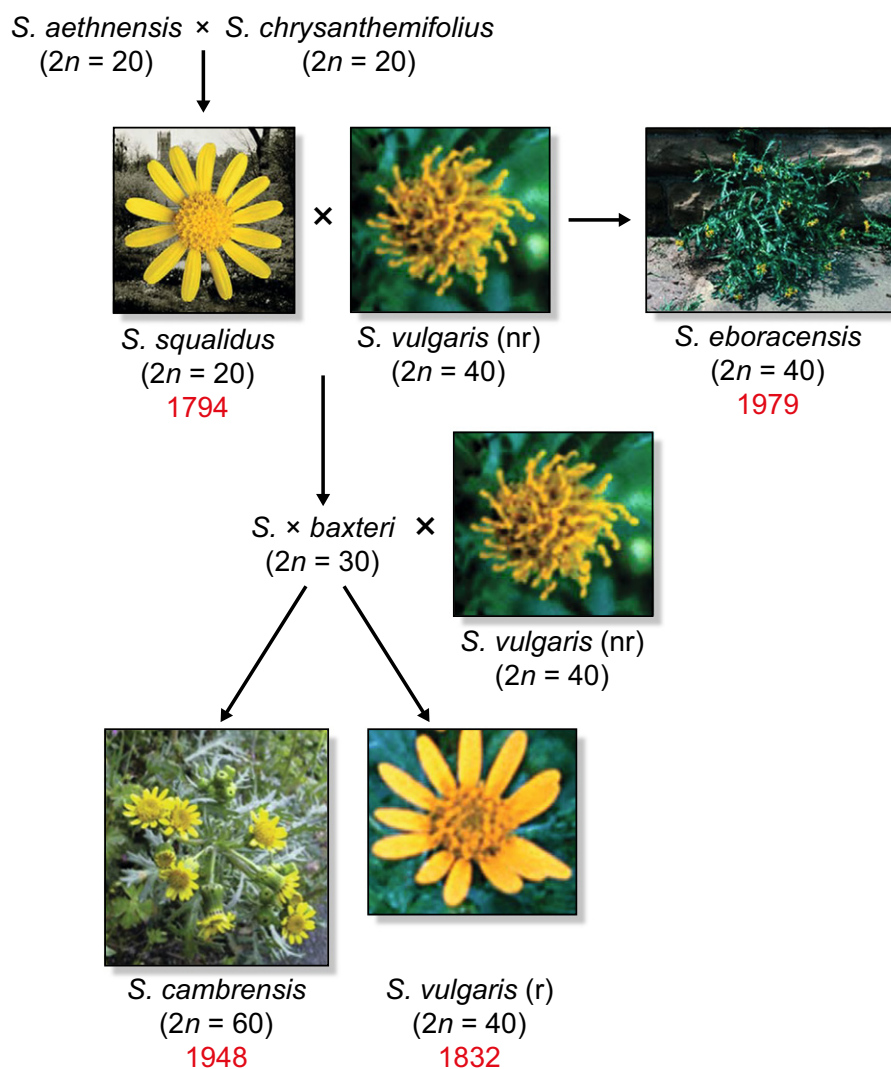 S. aethnensis × S. chrysanthemifolius
(2n = 20) (2n = 20)
×
S. squalidus
(2n = 20)
1794
S. vulgaris (nr)
(2n = 40)
S. eboracensis
(2n = 40)
1979
S. × baxteri ×
(2n = 30)
S. vulgaris (nr)
(2n = 40)
S. cambrensis
(2n = 60)
1948
S. vulgaris (r)
(2n = 40)
1832